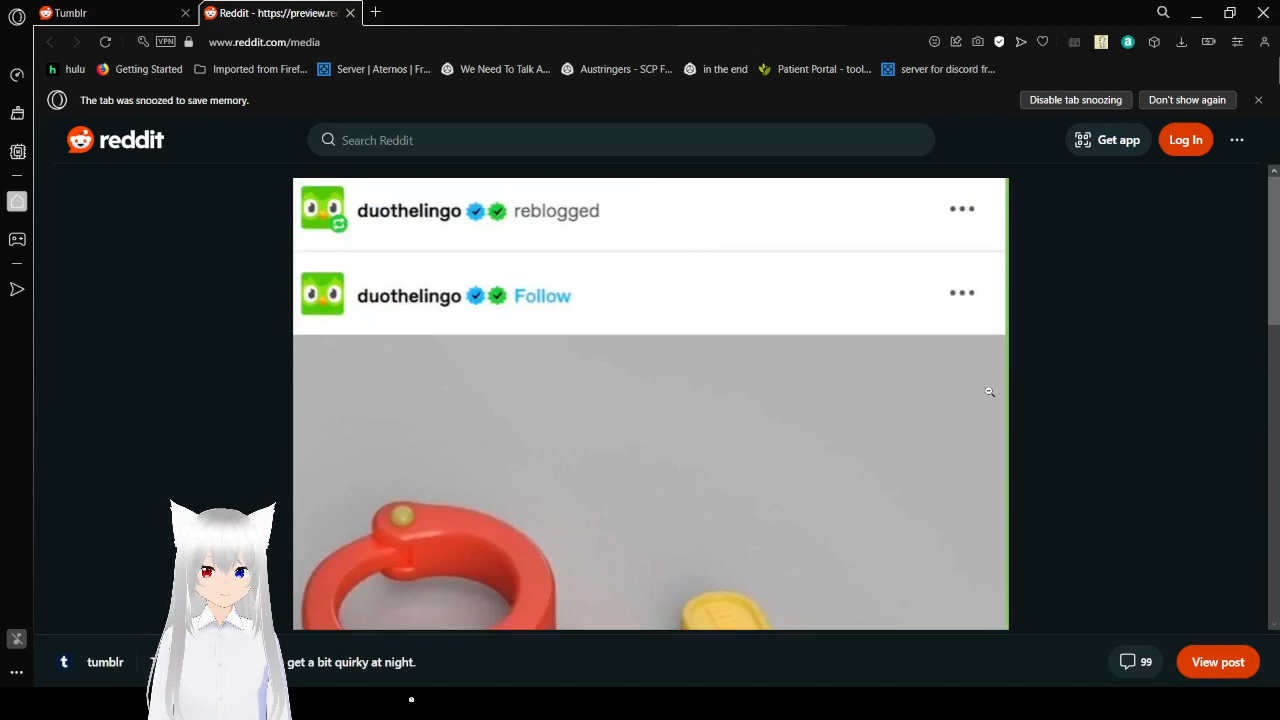 Tumblr
Reddit - https://preview.red
www.reddit.com/media
VPN
hulu
Getting Started
Imported from Firef...
Server | Aternos | Fr...
We Need To Talk A...
Austringers - SCP F...
in the end
Patient Portal - tool...
server for discord fr...
The tab was snoozed to save memory.
Disable tab snoozing
Don't show again
reddit
Search Reddit
Get app
Log In
duothelingo reblogged
duothelingo Follow
tumblr
get a bit quirky at night.
99
View post